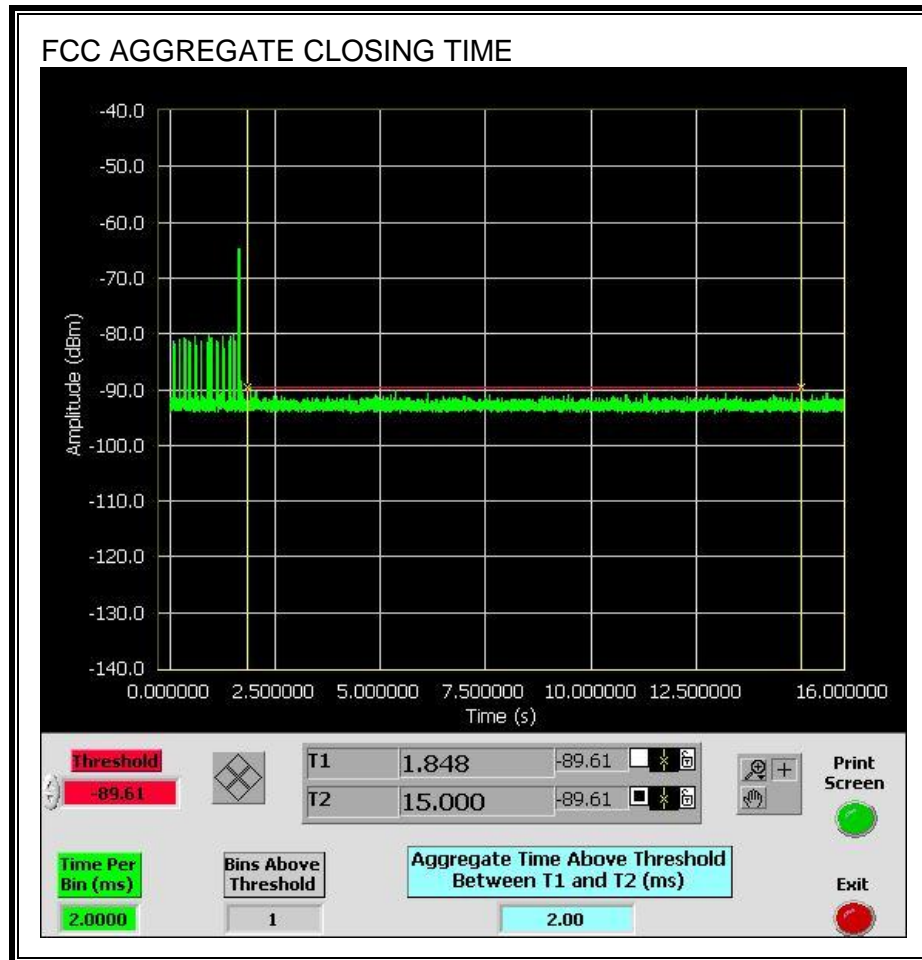 FCC AGGREGATE CLOSING TIME
-40.0
-50.0
-60.0
-70.0
-80.0
-90.0
-100.0
-110.0
-120.0
-130.0
-140.0
Amplitude (dBm)
0.000000 2.500000 5.000000 7.500000 10.000000 12.500000 16.000000
Time (s)
Threshold
-89.61
T1 1.848 -89.61
T2 15.000 -89.61
Print
Screen
Time Per
Bin (ms)
2.0000
Bins Above
Threshold
1
Aggregate Time Above Threshold
Between T1 and T2 (ms)
2.00
Exit